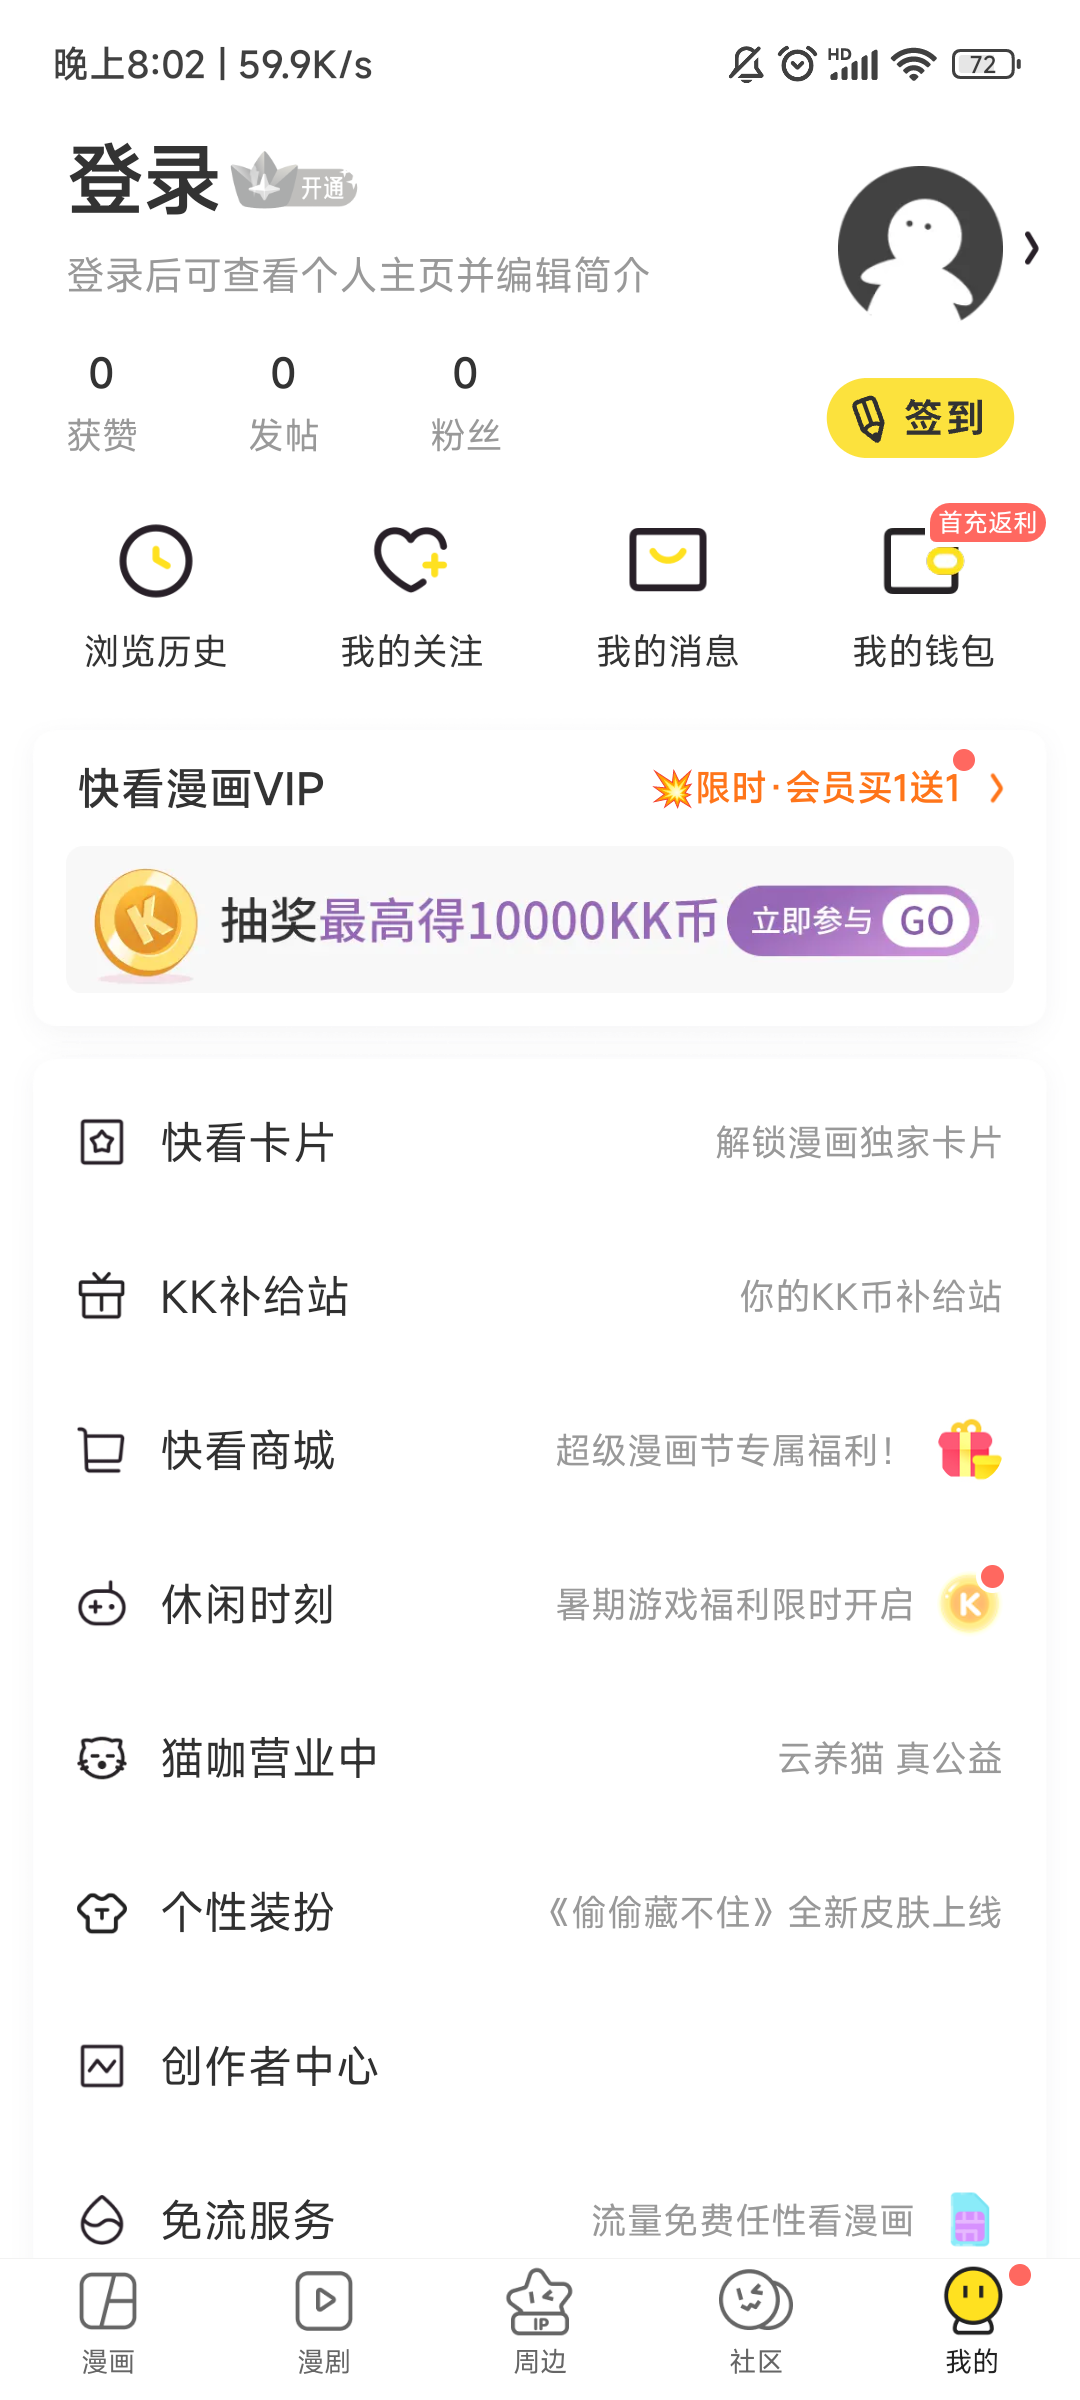 晚上8:02 | 59.9K/s
HD
72
登录
开通
登录后可查看个人主页并编辑简介
0
获赞
0
发帖
0
粉丝
签到
首充返利
浏览历史
我的关注
我的消息
我的钱包
快看漫画VIP
💥限时·会员买1送1
抽奖最高得10000KK币
立即参与 GO
快看卡片
解锁漫画独家卡片
KK补给站
你的KK币补给站
快看商城
超级漫画节专属福利！
休闲时刻
暑期游戏福利限时开启
猫咖营业中
云养猫 真公益
个性装扮
《偷偷藏不住》全新皮肤上线
创作者中心
免流服务
流量免费任性看漫画
漫画
漫剧
IP
周边
社区
我的